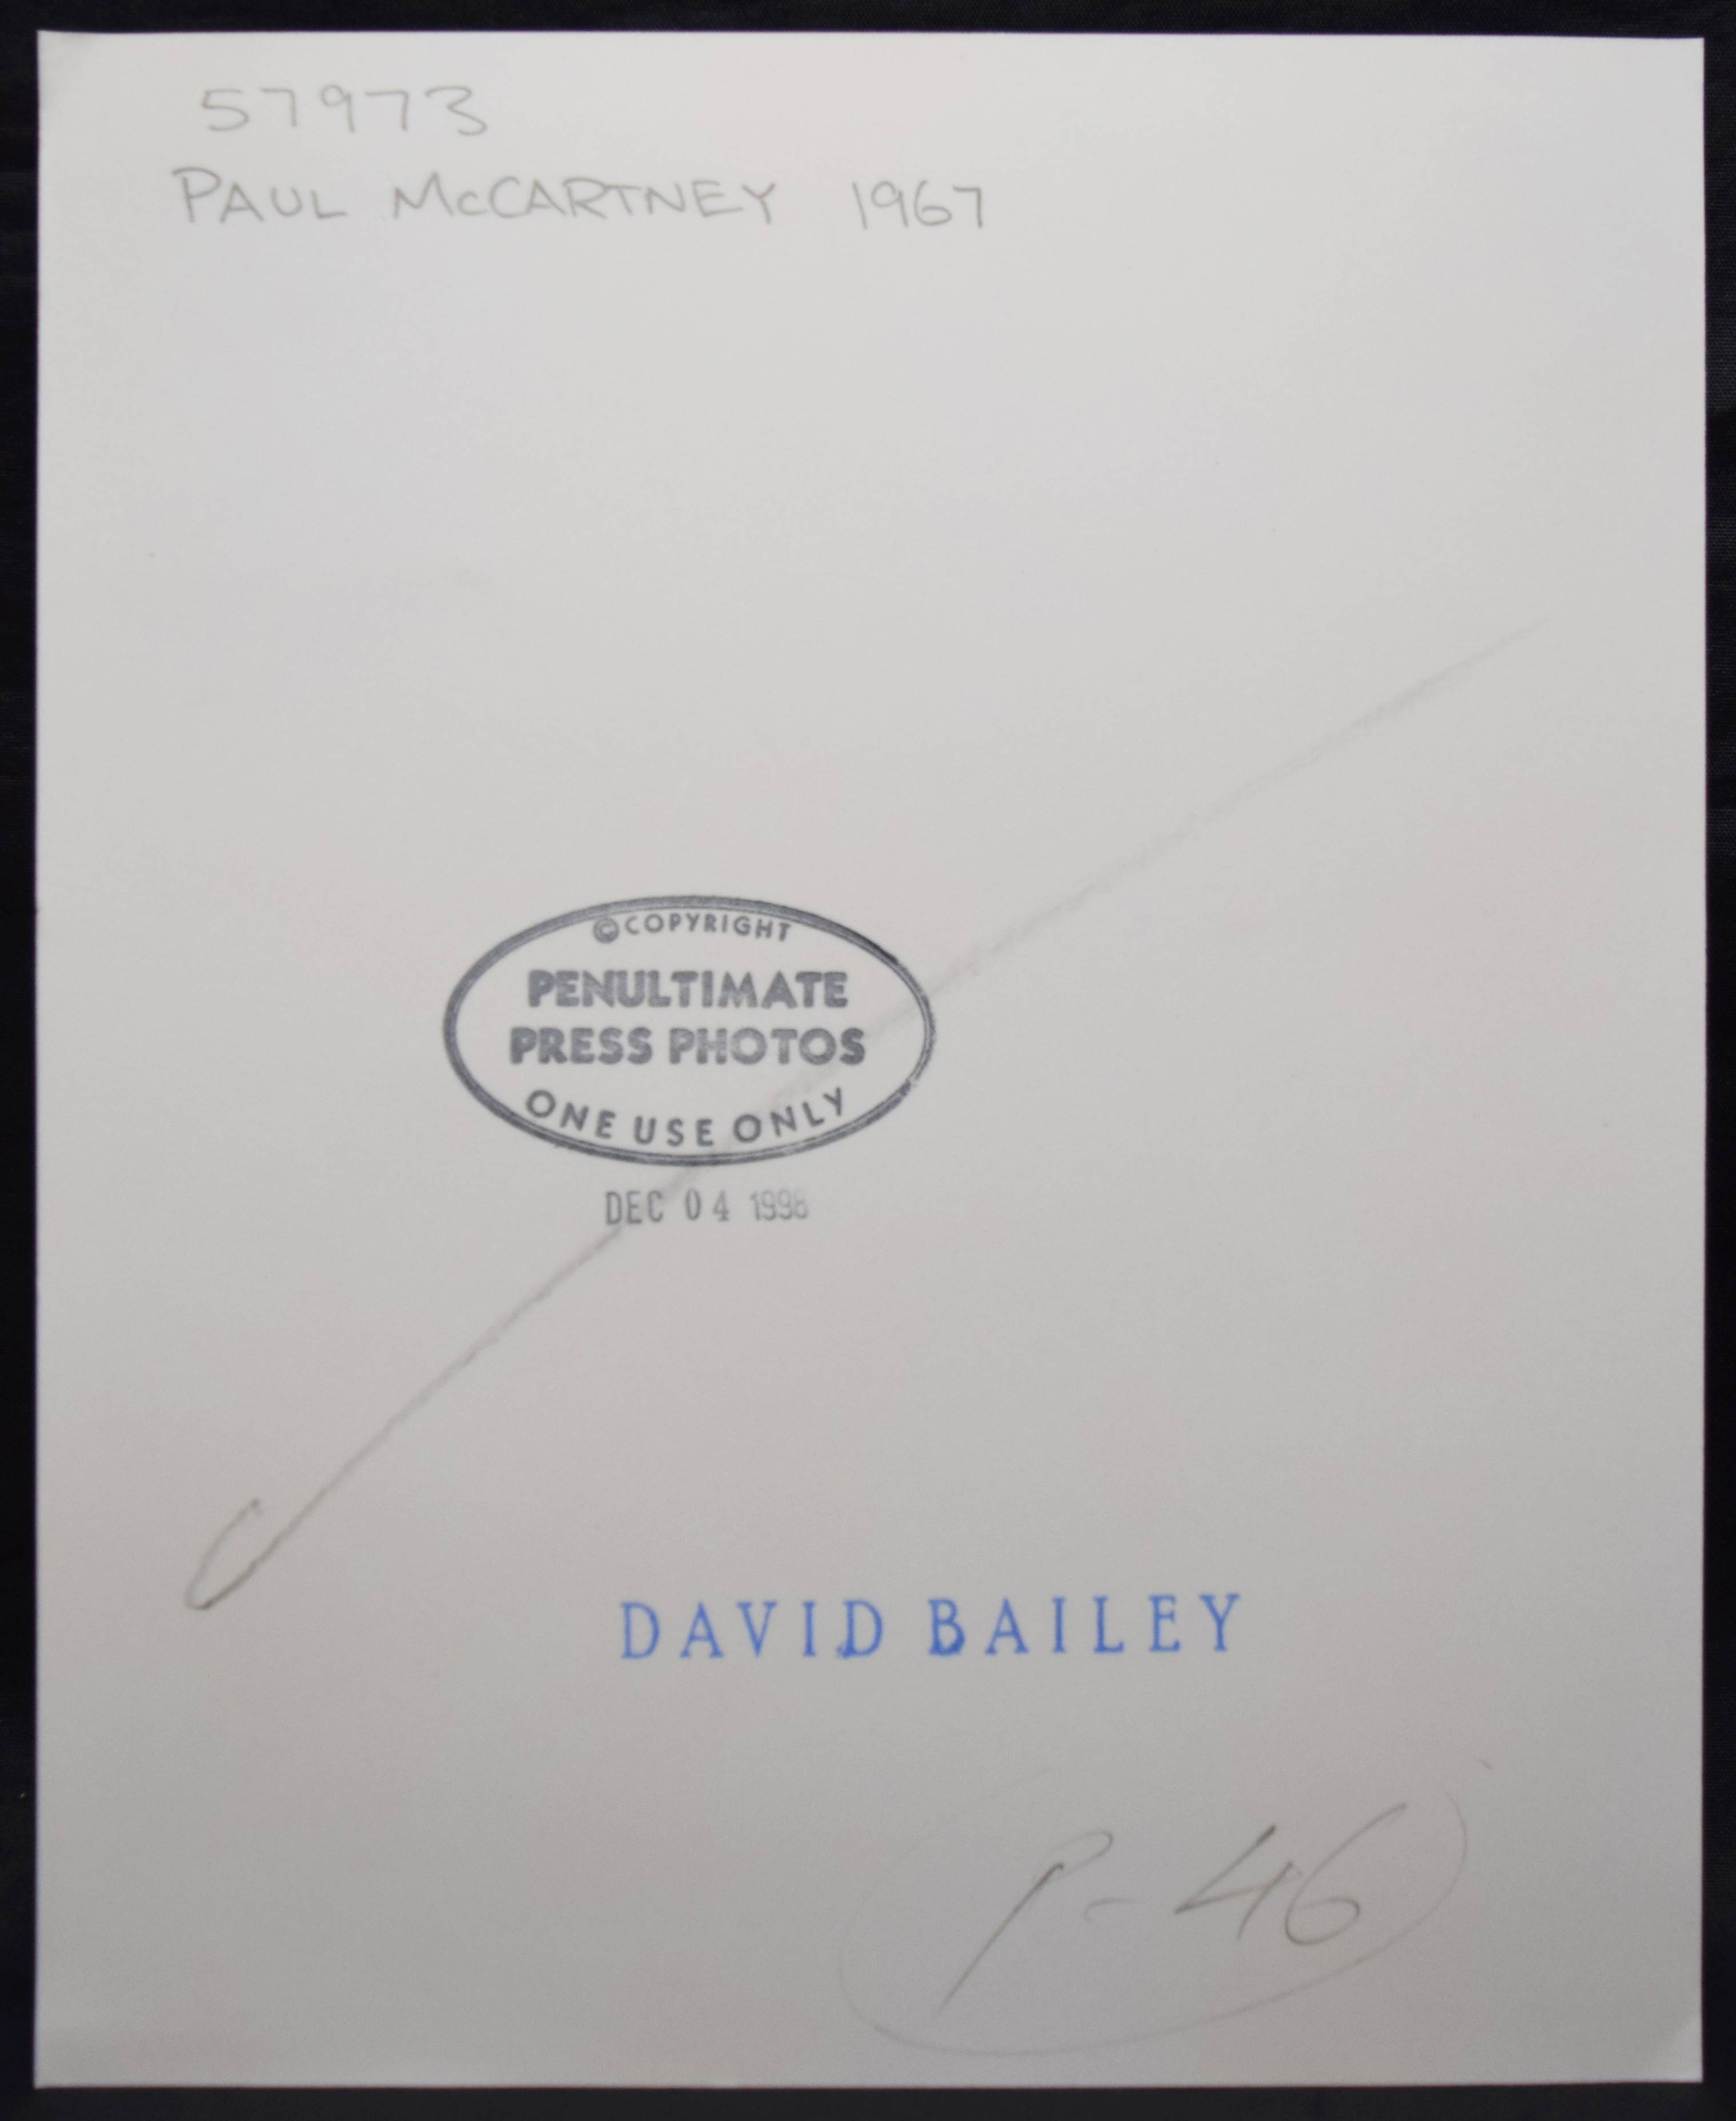 57973
PAUL McCARTNEY 1967
© COPYRIGHT
PENULTIMATE
PRESS PHOTOS
ONE USE ONLY
DEC 04 1998
DAVID BAILEY
P-46